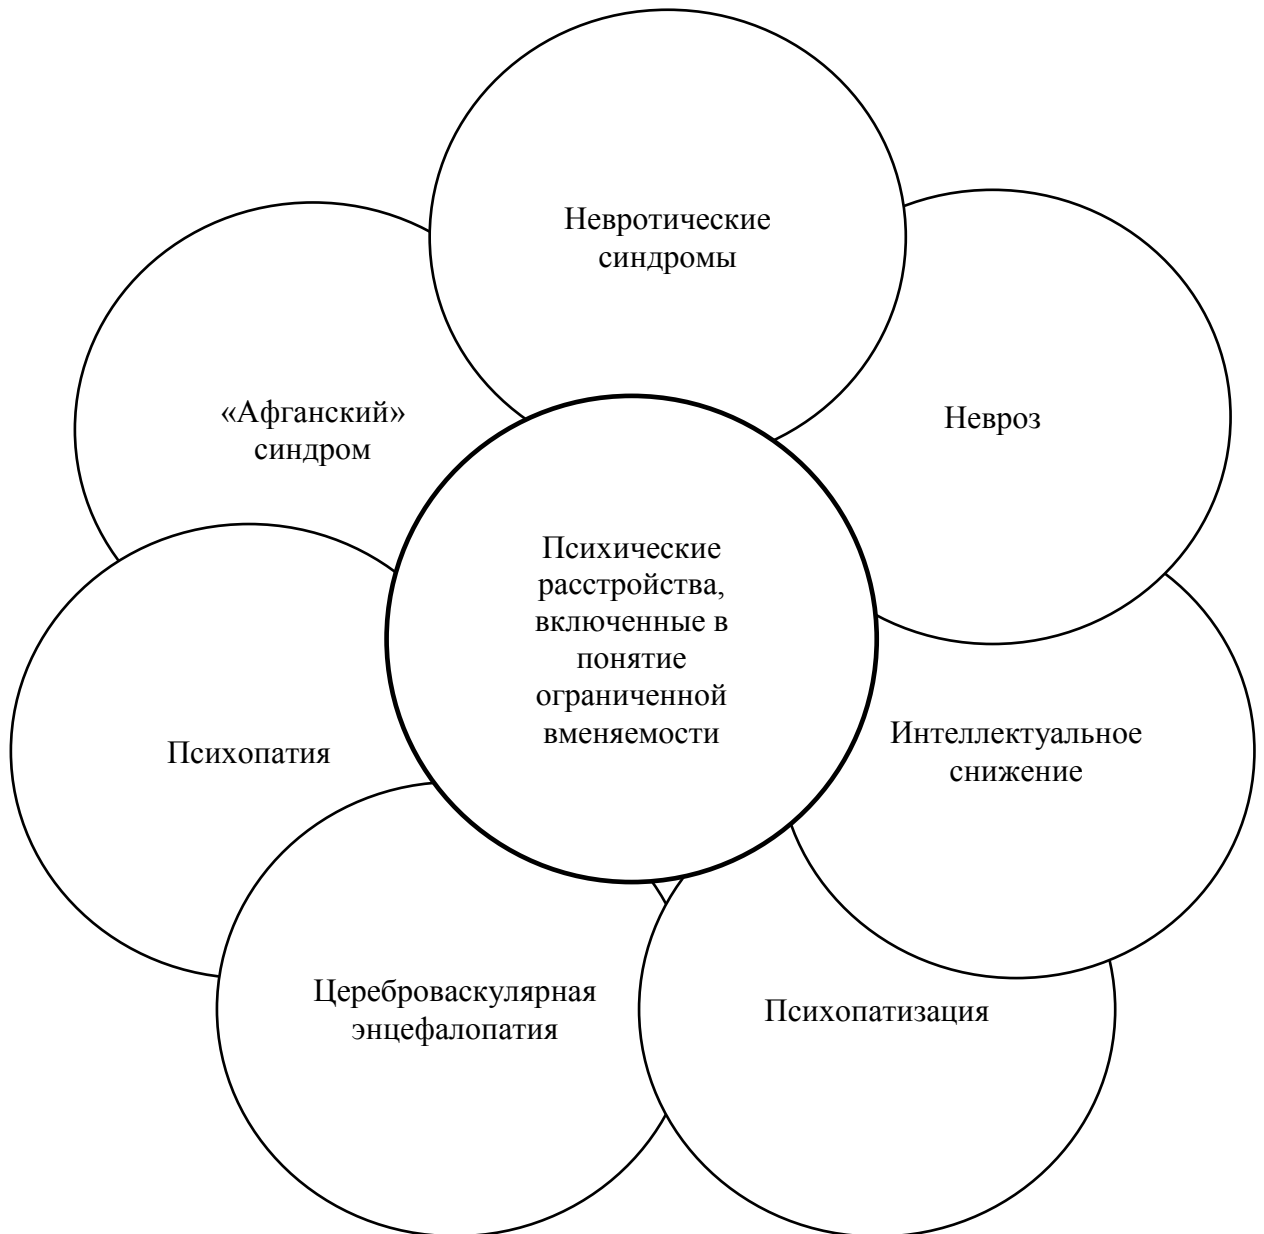 Невротические
синдромы
«Афганский»
синдром
Невроз
Психические
расстройства,
включенные в
понятие
ограниченной
вменяемости
Психопатия
Интеллектуальное
снижение
Цереброваскулярная
энцефалопатия
Психопатизация